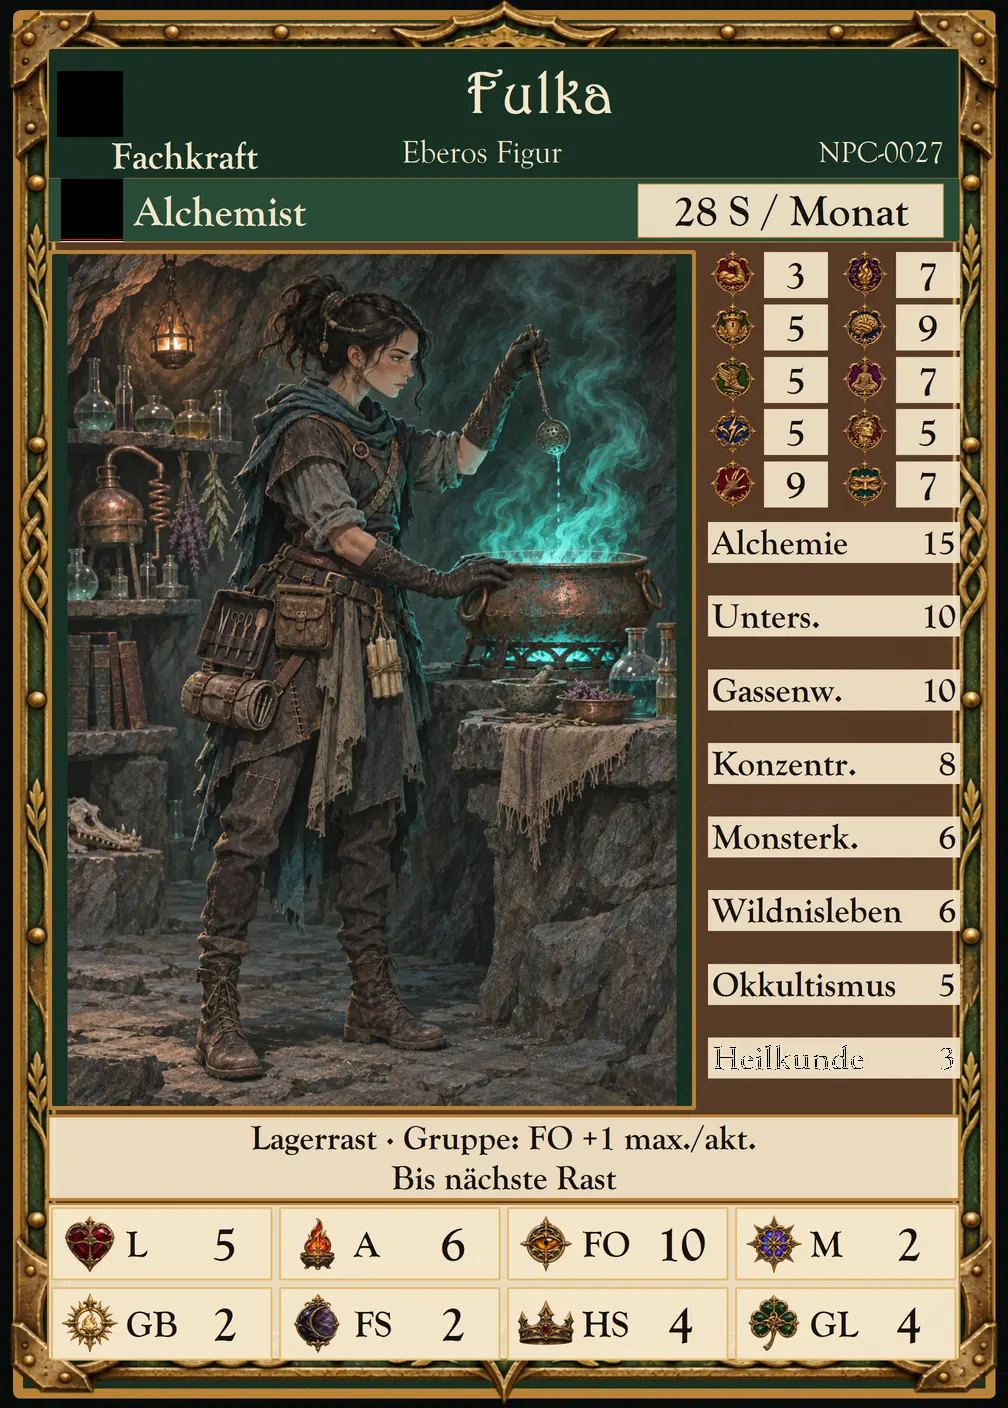 Fulka
Fachkraft
Eberos Figur
NPC-0027
Alchemist
28 S / Monat
3 7
5 9
5 7
5 5
9 7
Alchemie 15
Unters. 10
Gassenw. 10
Konzentr. 8
Monsterk. 6
Wildnisleben 6
Okkultismus 5
Heilkunde 3
Lagerrast · Gruppe: FO +1 max./akt.
Bis nächste Rast
L 5 A 6 FO 10 M 2
GB 2 FS 2 HS 4 GL 4